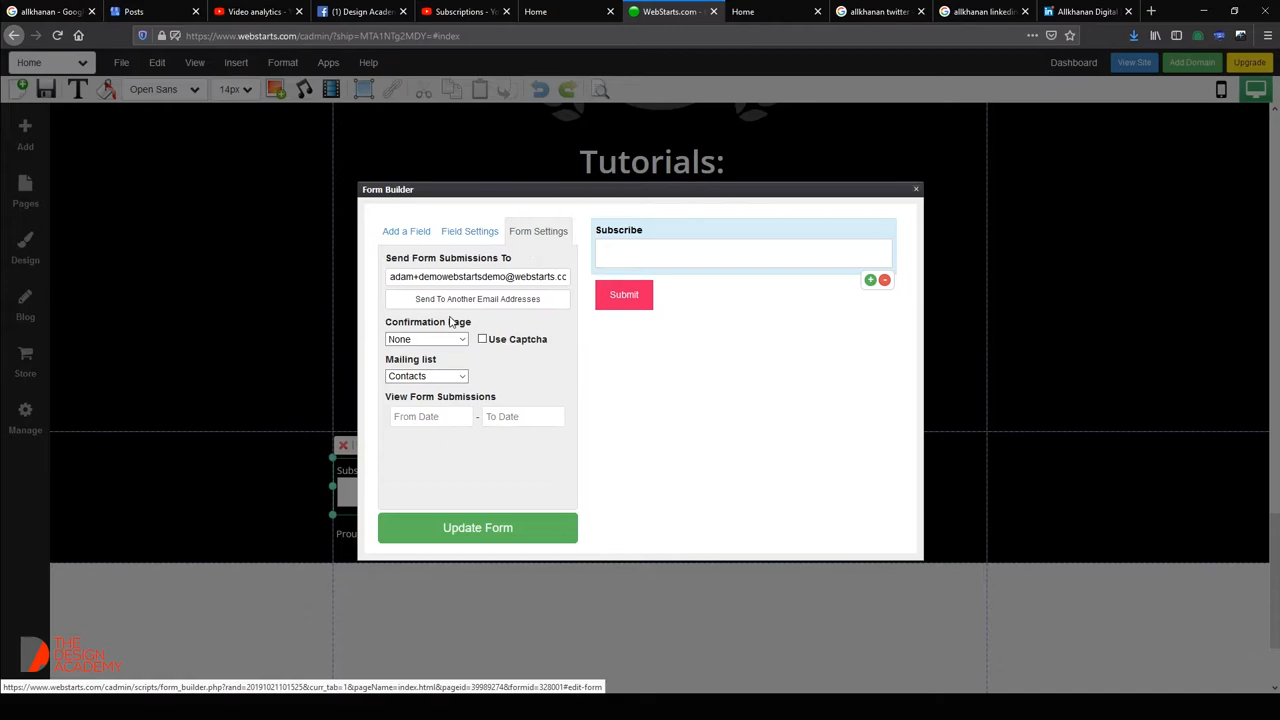 allkhanan - Goog
Posts
Video analytics - Y
(1) Design Acade
Subscriptions - Yo
Home
WebStarts.com -
Home
allkhanan twitter
allkhanan linkedin
Allkhanan Digital
https://www.webstarts.com/cadmin/?ship=MTA1NTg2MDY=#index
Home File Edit View Insert Format Apps Help Dashboard View Site Add Domain Upgrade
Open Sans 14px
Add
Pages
Design
Blog
Store
Manage
Tutorials:
Form Builder
Add a Field Field Settings Form Settings
Send Form Submissions To
adam+demowebstartsdemo@webstarts.cc
Send To Another Email Addresses
Confirmation Page
None Use Captcha
Mailing list
Contacts
View Form Submissions
From Date - To Date
Update Form
Subscribe
Submit
Subs
Prou
THE
DESIGN
ACADEMY
https://www.webstarts.com/cadmin/scripts/form_builder.php?rand=20191021101525&curr_tab=1&pageName=index.html&pageid=39989274&formid=328001#edit-form